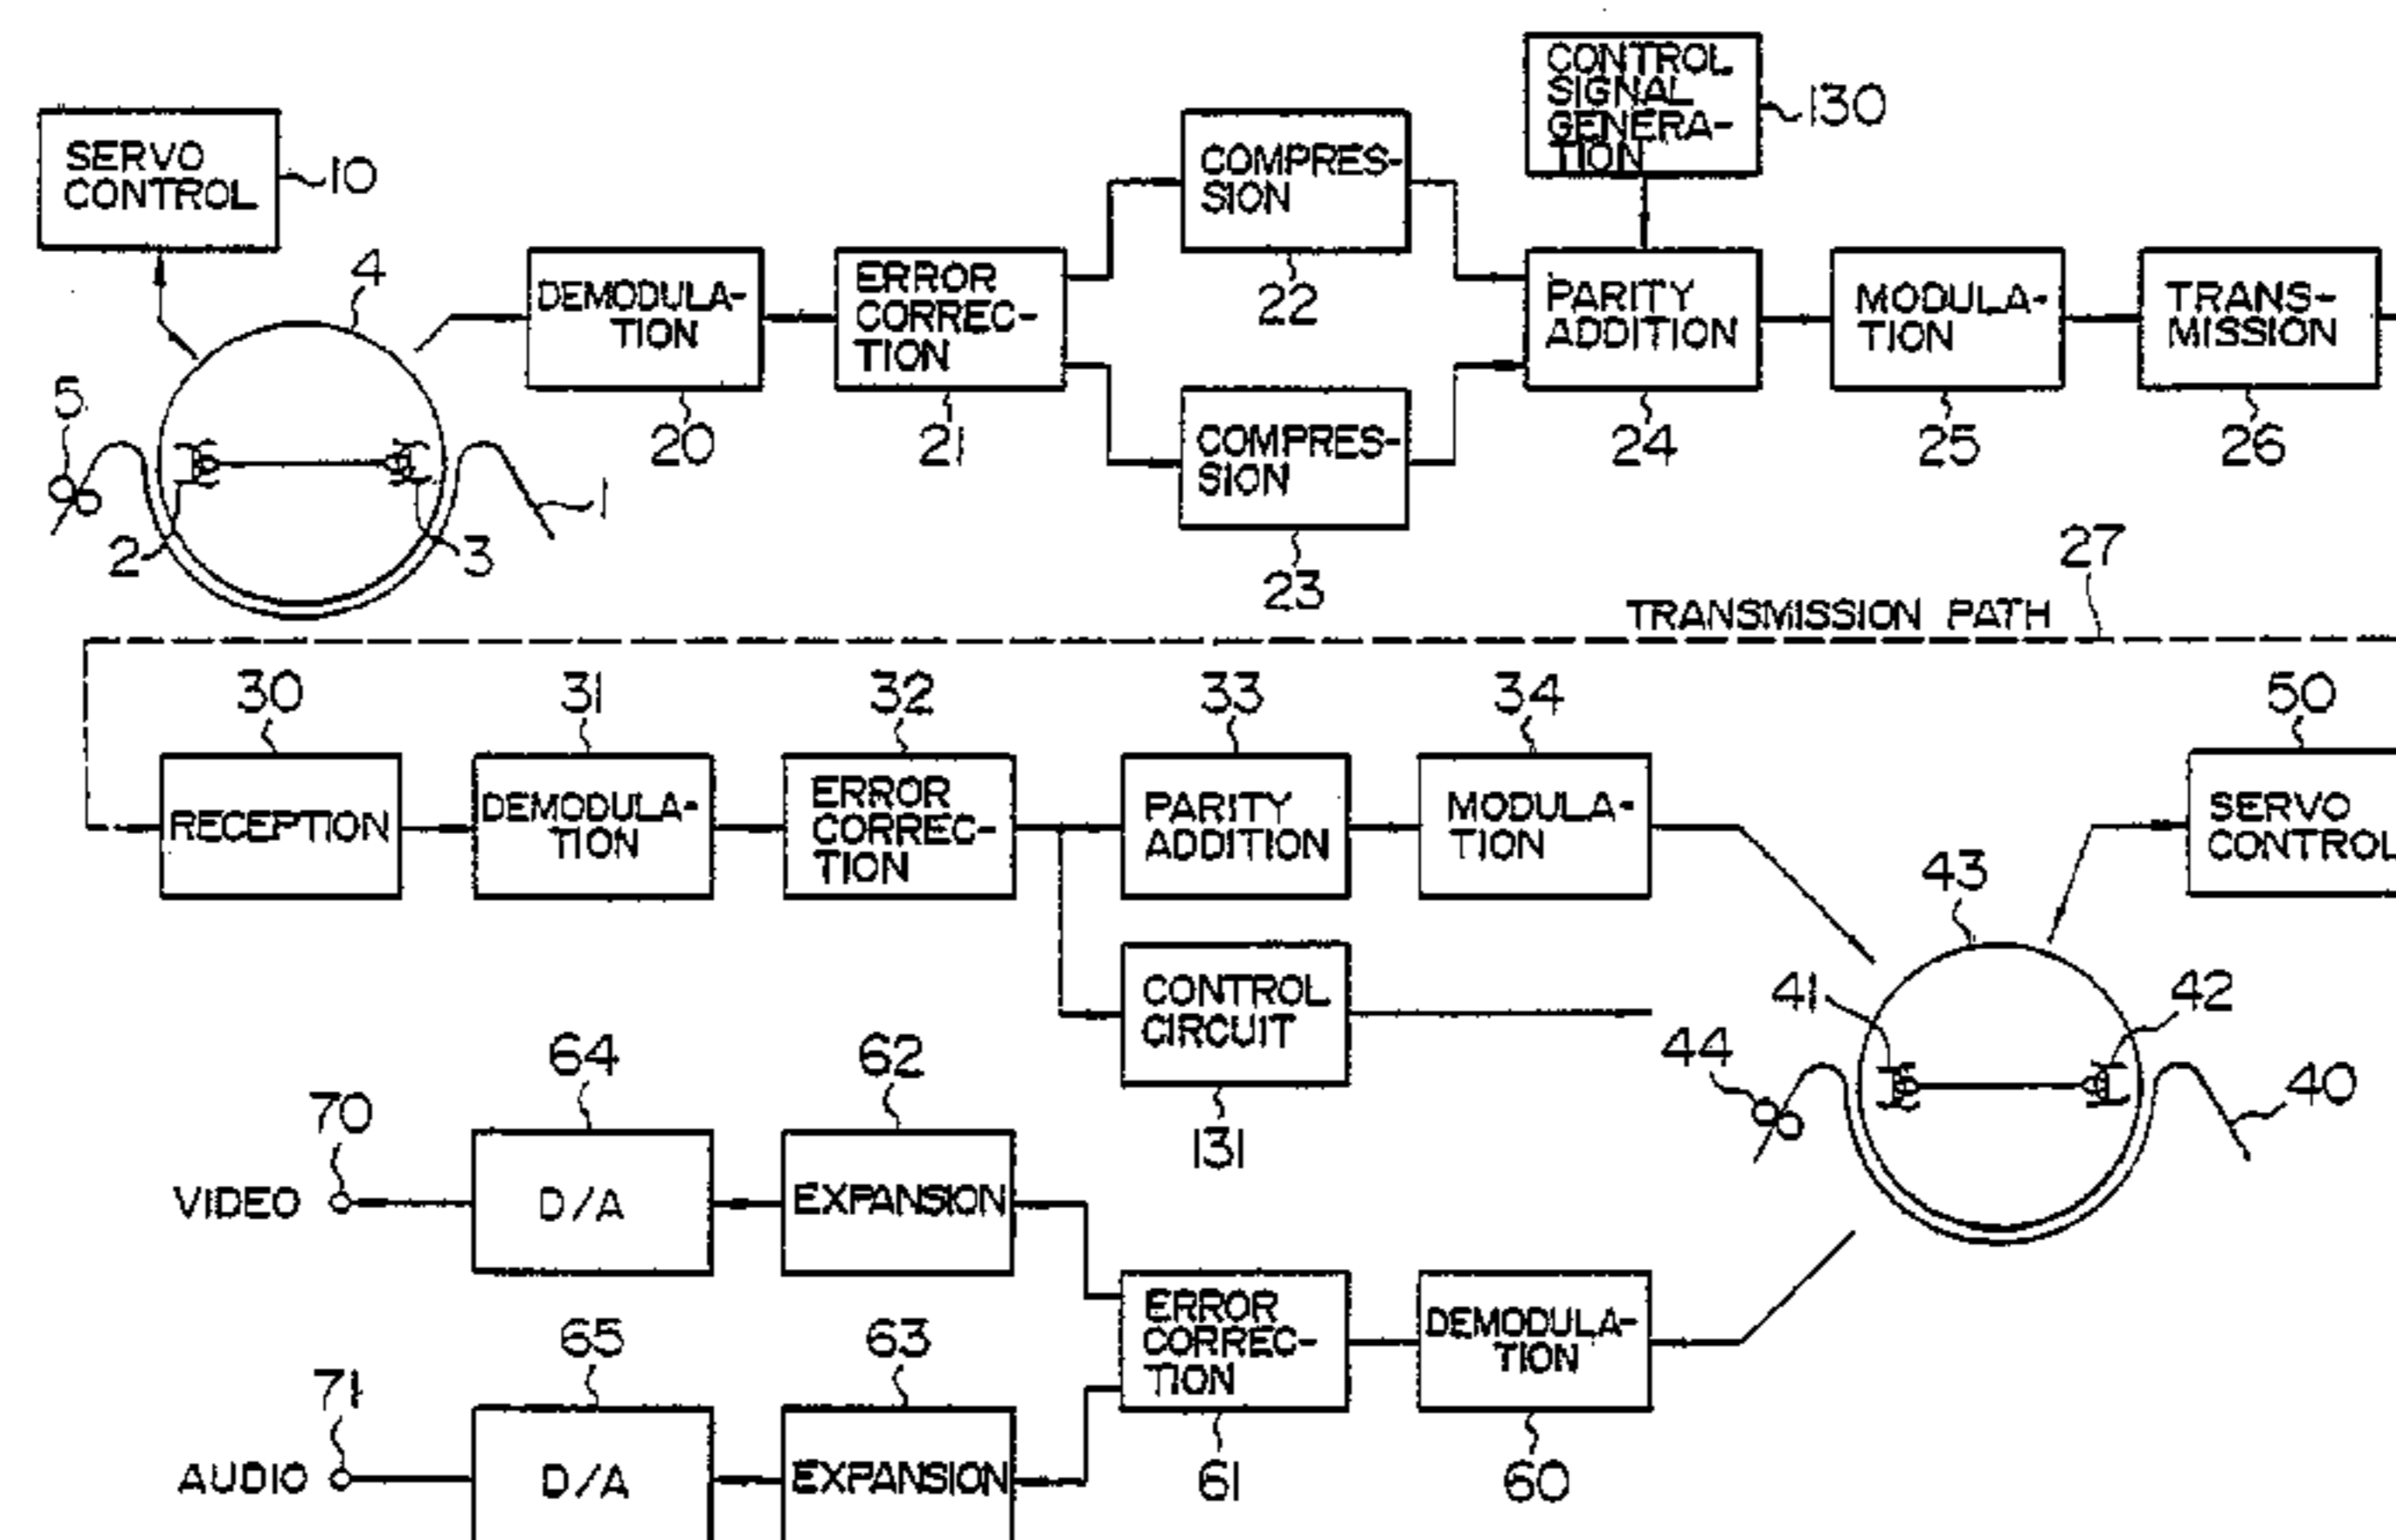 CONTROL
SIGNAL
GENERA-
TION
130
SERVO
CONTROL
10
COMPRES-
SION
22
4
DEMODULA-
TION
20
ERROR
CORREC-
TION
21
PARITY
ADDITION
24
MODULA-
TION
25
TRANS-
MISSION
26
5
COMPRES-
SION
23
1
2
3
27
TRANSMISSION PATH
30
31
32
33
34
50
RECEPTION
DEMODULA-
TION
ERROR
CORREC-
TION
PARITY
ADDITION
MODULA-
TION
SERVO
CONTROL
43
CONTROL
CIRCUIT
131
41
42
44
40
64
62
70
VIDEO
D/A
EXPANSION
65
63
ERROR
CORREC-
TION
61
DEMODULA-
TION
60
71
AUDIO
D/A
EXPANSION